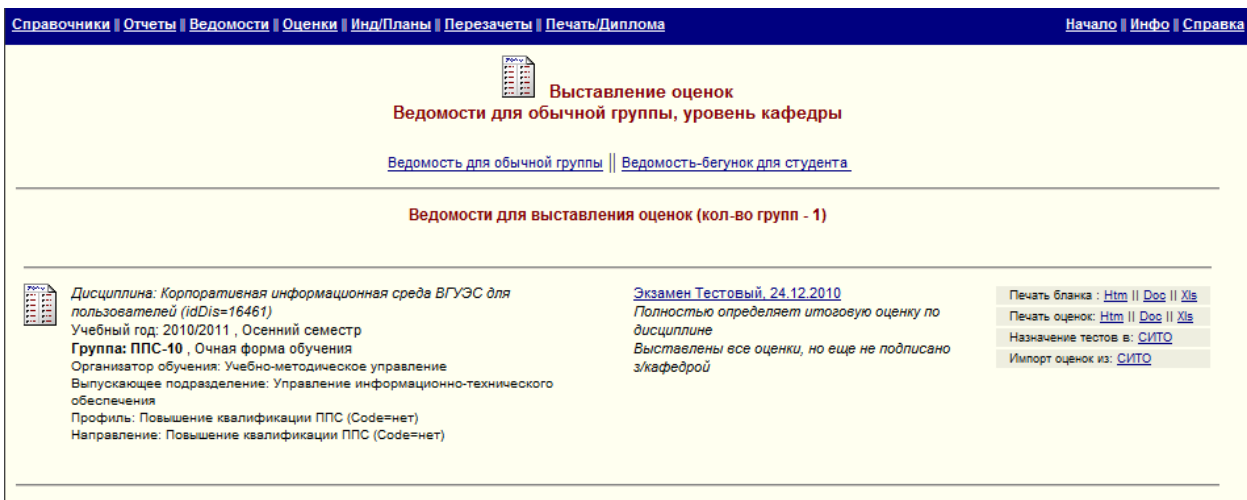 Справочники || Отчеты || Ведомости || Оценки || Инд/Планы || Перезачеты || Печать/Диплома
Начало || Инфо || Справка
Выставление оценок
Ведомости для обычной группы, уровень кафедры
Ведомость для обычной группы || Ведомость-бегунок для студента
Ведомости для выставления оценок (кол-во групп - 1)
Дисциплина: Корпоративная информационная среда ВГУЭС для
пользователей (idDis=16461)
Учебный год: 2010/2011 , Осенний семестр
Группа: ППС-10 , Очная форма обучения
Организатор обучения: Учебно-методическое управление
Выпускающее подразделение: Управление информационно-технического
обеспечения
Профиль: Повышение квалификации ППС (Code=нет)
Направление: Повышение квалификации ППС (Code=нет)
Экзамен Тестовый, 24.12.2010
Полностью определяет итоговую оценку по
дисциплине
Выставлены все оценки, но еще не подписано
з/кафедрой
Печать бланка : Htm || Doc || Xls
Печать оценок: Htm || Doc || Xls
Назначение тестов в: СИТО
Импорт оценок из: СИТО